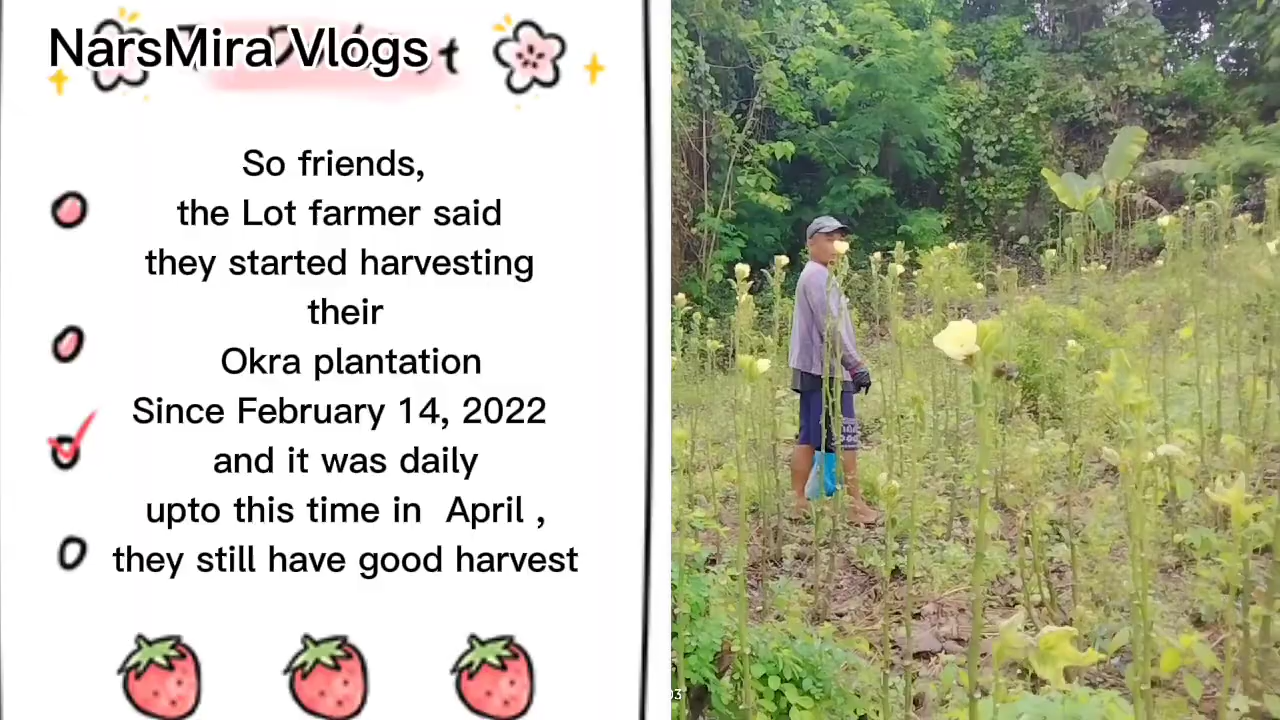 NarsMira Vlogs
So friends,
the Lot farmer said
they started harvesting
their
Okra plantation
Since February 14, 2022
and it was daily
upto this time in  April ,
they still have good harvest